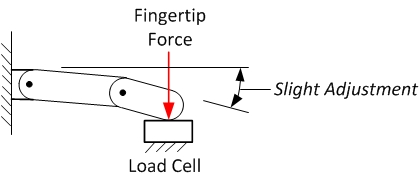 Fingertip
Force
Slight Adjustment
Load Cell